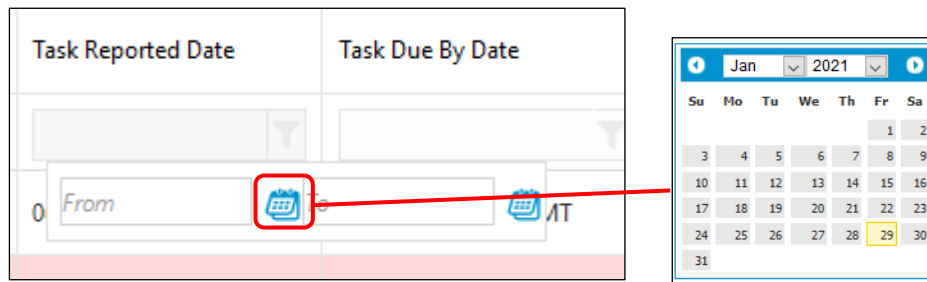 Task Reported Date Task Due By Date
From To
0 MT
Jan 2021
Su Mo Tu We Th Fr Sa
1 2
3 4 5 6 7 8 9
10 11 12 13 14 15 16
17 18 19 20 21 22 23
24 25 26 27 28 29 30
31